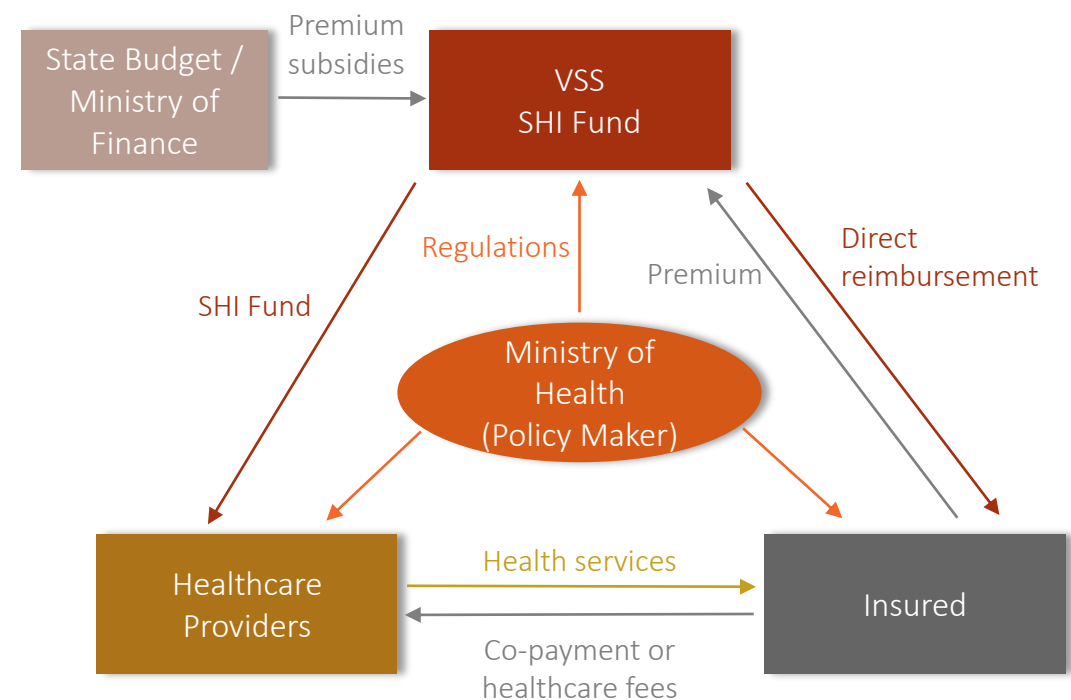 Premium
subsidies
State Budget /
Ministry of
Finance
VSS
SHI Fund
Regulations
Premium
Direct
reimbursement
SHI Fund
Ministry of
Health
(Policy Maker)
Healthcare
Providers
Health services
Insured
Co-payment or
healthcare fees